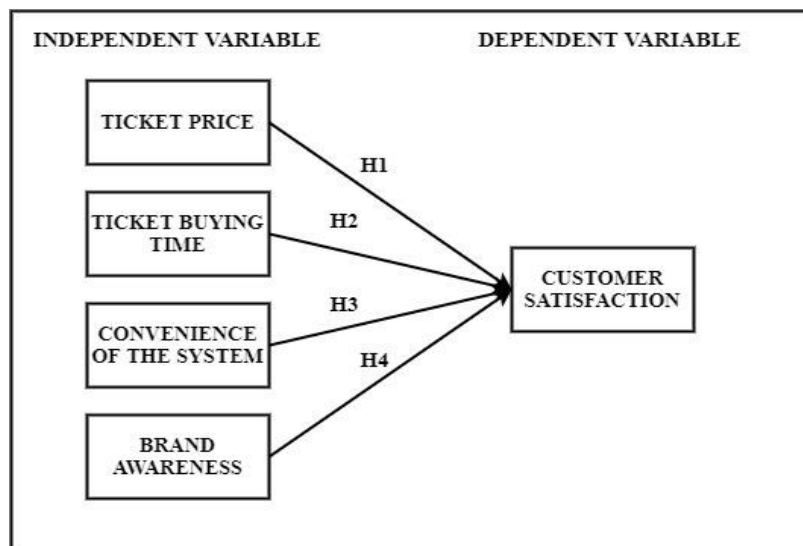 INDEPENDENT VARIABLE
DEPENDENT VARIABLE
TICKET PRICE
H1
TICKET BUYING
TIME
H2
CONVENIENCE
OF THE SYSTEM
H3
BRAND
AWARENESS
H4
CUSTOMER
SATISFACTION